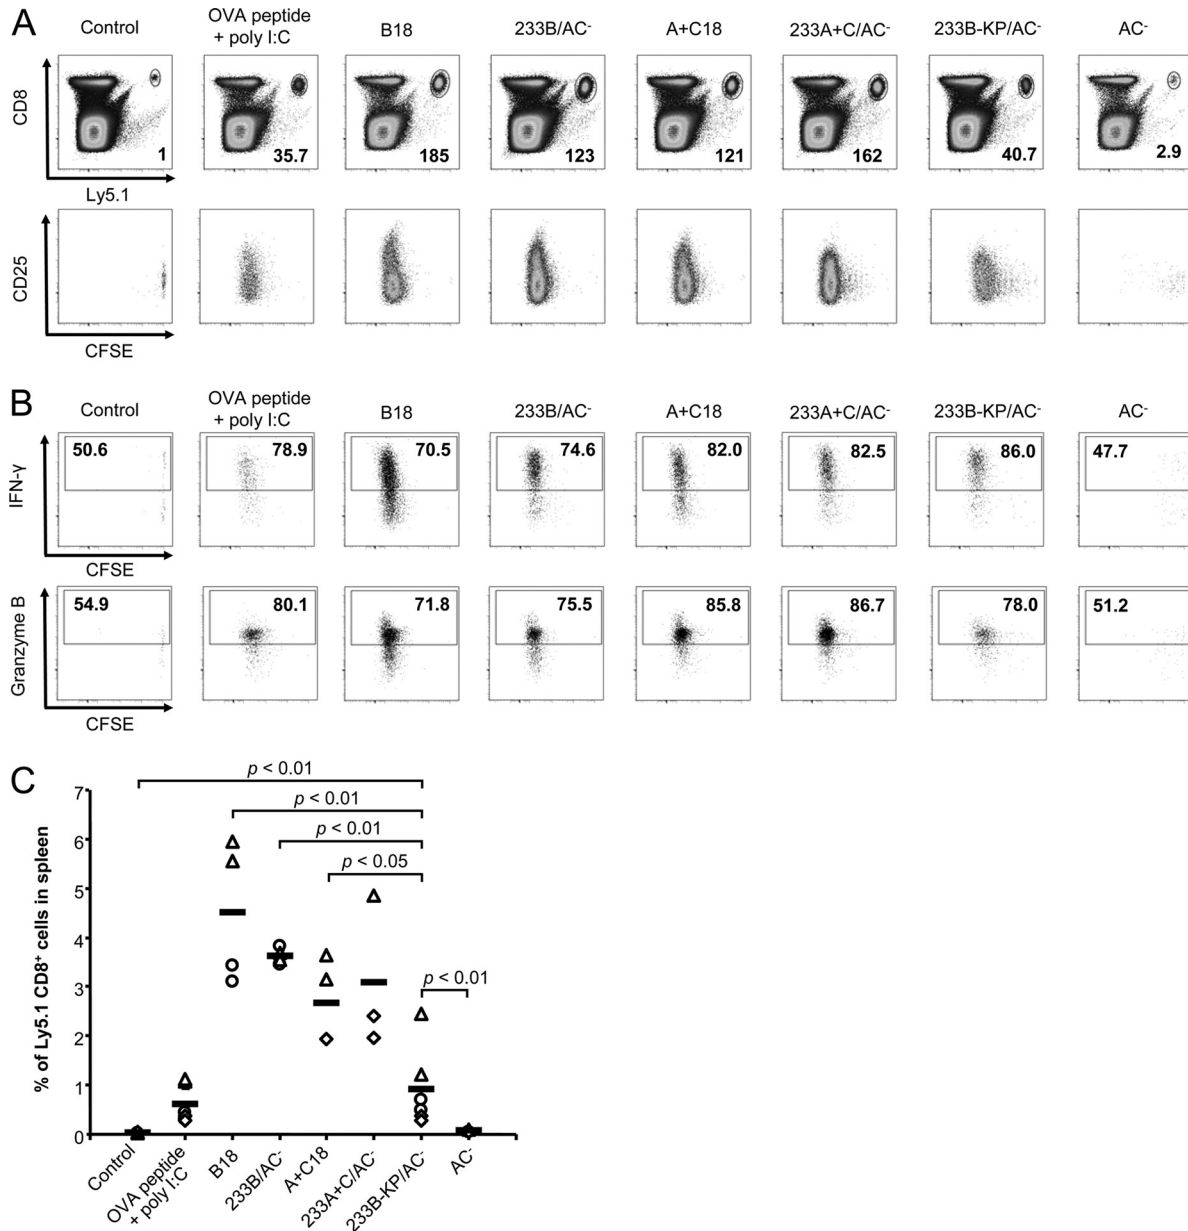 A
Control
OVA peptide
+ poly I:C
B18
233B/AC-
A+C18
233A+C/AC-
233B-KP/AC-
AC-
CD8
1
35.7
185
123
121
162
40.7
2.9
Ly5.1
CD25
CFSE
B
Control
OVA peptide
+ poly I:C
B18
233B/AC-
A+C18
233A+C/AC-
233B-KP/AC-
AC-
IFN-γ
50.6
78.9
70.5
74.6
82.0
82.5
86.0
47.7
CFSE
Granzyme B
54.9
80.1
71.8
75.5
85.8
86.7
78.0
51.2
CFSE
C
p < 0.01
p < 0.01
p < 0.01
p < 0.05
p < 0.01
% of Ly5.1 CD8+ cells in spleen
7
6
5
4
3
2
1
0
Control
OVA peptide
+ poly I:C
B18
233B/AC-
A+C18
233A+C/AC-
233B-KP/AC-
AC-